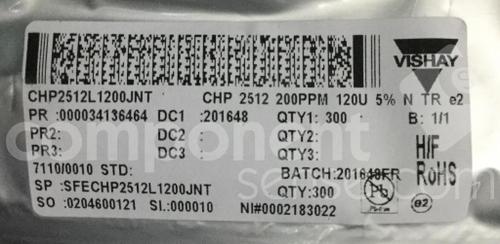 VISHAY
CHP2512L1200JNT CHP 2512 200PPM 120U 5% N TR e2
PR :000034136464 DC1 :201648 QTY1: 300 B: 1/1
PR2: DC2 : QTY2:
PR3: DC3 : QTY3:
H/F
RoHS
7110/0010 STD: BATCH:201648FR
SP :SFECHP2512L1200JNT QTY:300
SO :0204600121 SI.:000010 NI#0002183022
Pb
e2
component